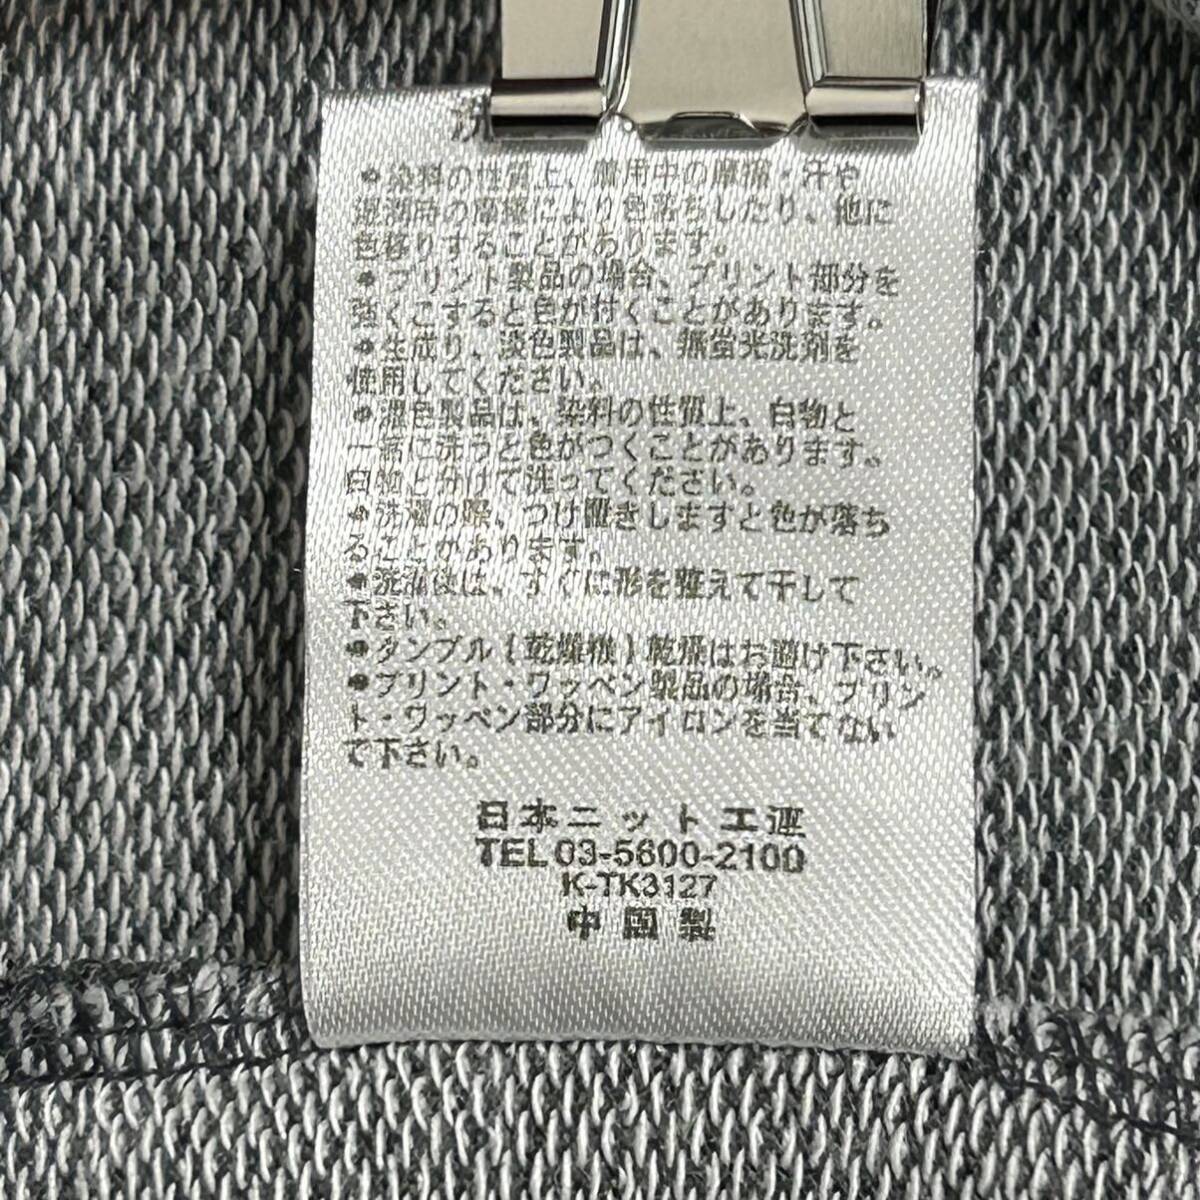 •染料の性質上、着用中の摩擦・汗や
湿潤時の摩擦により色落ちしたり、他に
色移りすることがあります。
•プリント製品の場合、プリント部分を
強くこすると色が付くことがあります。
•生成り、淡色製品は、無蛍光洗剤を
使用してください。
•濃色製品は、染料の性質上、白物と
一緒に洗うと色がつくことがあります。
白物と分けて洗ってください。
•洗濯の際、つけ置きしますと色が落ち
ることがあります。
•洗濯後は、すぐに形を整えて干して
下さい。
•タンブル(乾燥機)乾燥はお避け下さい。
•プリント・ワッペン製品の場合、プリン
ト・ワッペン部分にアイロンを当てない
で下さい。
日本ニット工連
TEL 03-5600-2100
K-TK3127
中国製